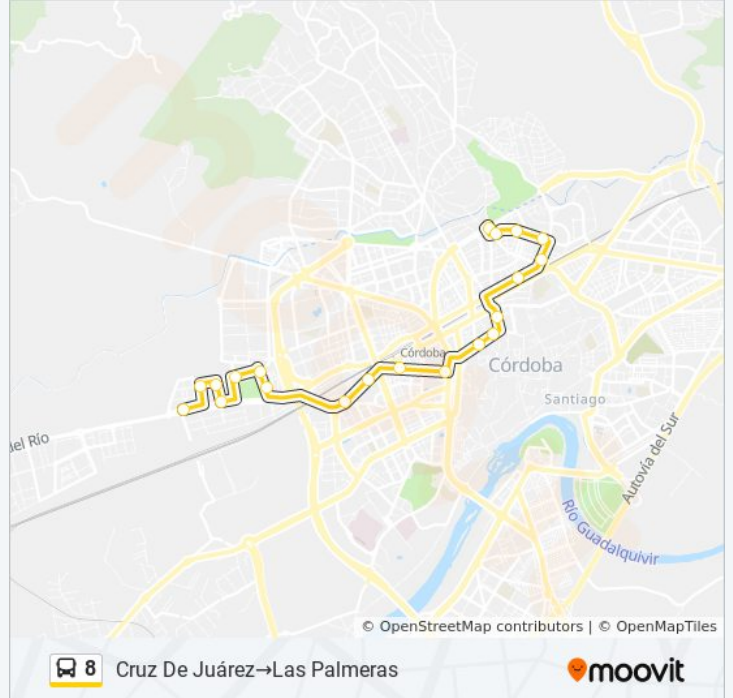 Córdoba
Córdoba
Santiago
del Río
Autovía del Sur
Río Guadalquivir
© OpenStreetMap contributors | © OpenMapTiles
8 Cruz De Juárez→Las Palmeras
moovit